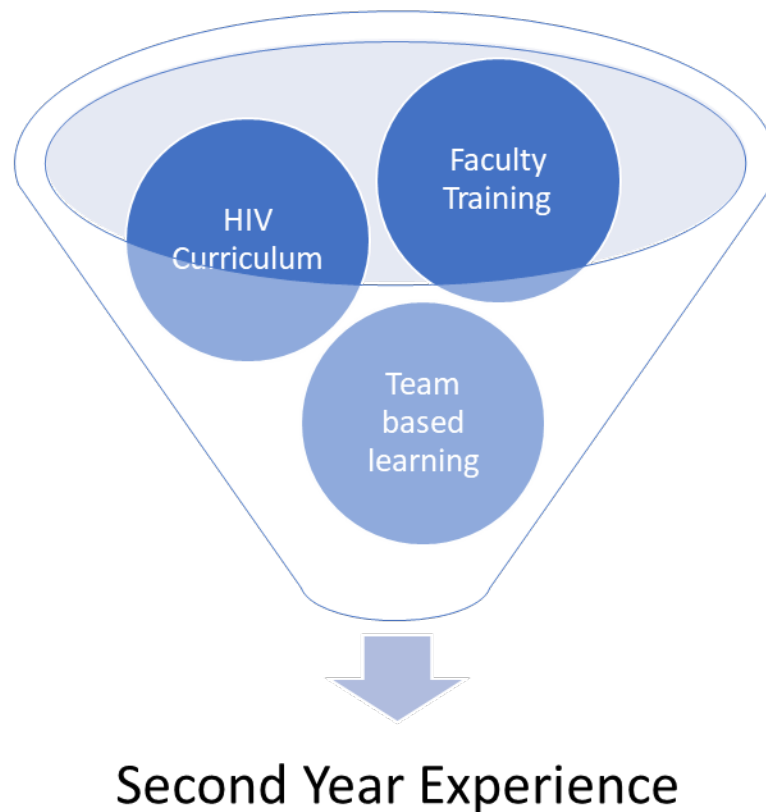 Faculty
Training
HIV
Curriculum
Team
based
learning
Second Year Experience